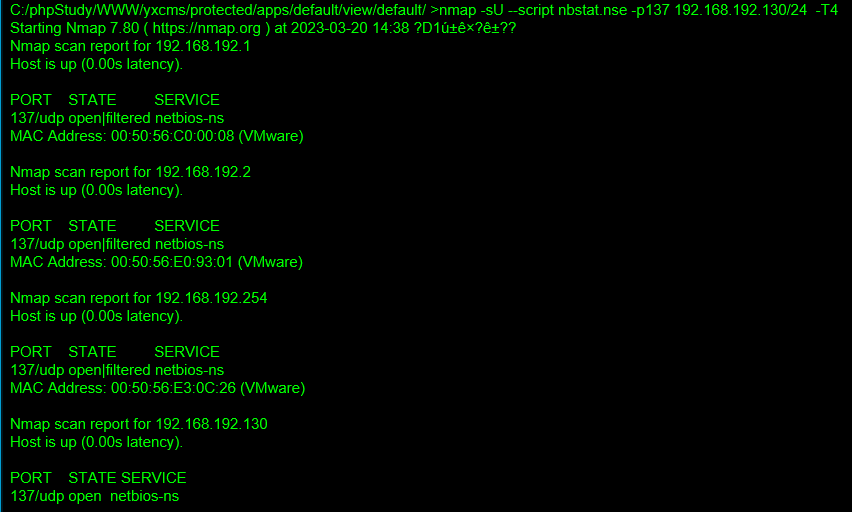 C:/phpStudy/WWW/yxcms/protected/apps/default/view/default/ >nmap -sU --script nbstat.nse -p137 192.168.192.130/24  -T4
Starting Nmap 7.80 ( https://nmap.org ) at 2023-03-20 14:38 ?D1ú±ê×?ê±??
Nmap scan report for 192.168.192.1
Host is up (0.00s latency).
PORT    STATE         SERVICE
137/udp open|filtered netbios-ns
MAC Address: 00:50:56:C0:00:08 (VMware)
Nmap scan report for 192.168.192.2
Host is up (0.00s latency).
PORT    STATE         SERVICE
137/udp open|filtered netbios-ns
MAC Address: 00:50:56:E0:93:01 (VMware)
Nmap scan report for 192.168.192.254
Host is up (0.00s latency).
PORT    STATE         SERVICE
137/udp open|filtered netbios-ns
MAC Address: 00:50:56:E3:0C:26 (VMware)
Nmap scan report for 192.168.192.130
Host is up (0.00s latency).
PORT    STATE SERVICE
137/udp open  netbios-ns